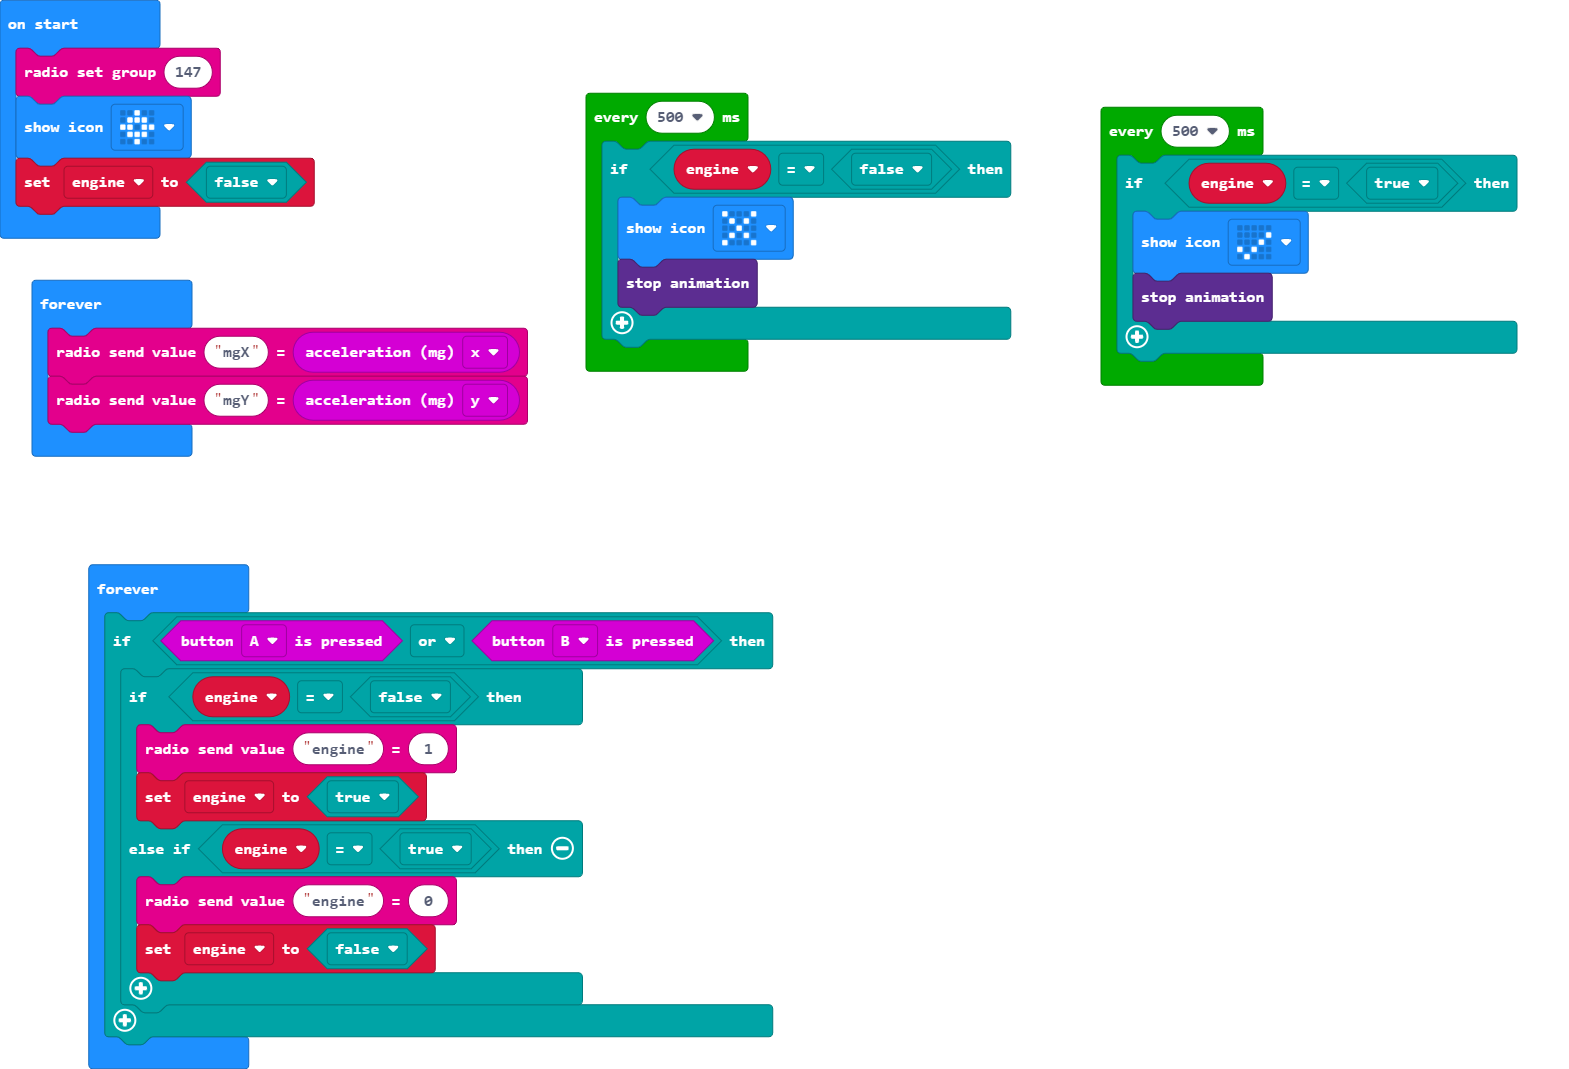 on start
radio set group 147
show icon
set engine to false
forever
radio send value "mgX" = acceleration (mg) x
radio send value "mgY" = acceleration (mg) y
every 500 ms
if engine = false then
show icon
stop animation
every 500 ms
if engine = true then
show icon
stop animation
forever
if button A is pressed or button B is pressed then
if engine = false then
radio send value "engine" = 1
set engine to true
else if engine = true then
radio send value "engine" = 0
set engine to false